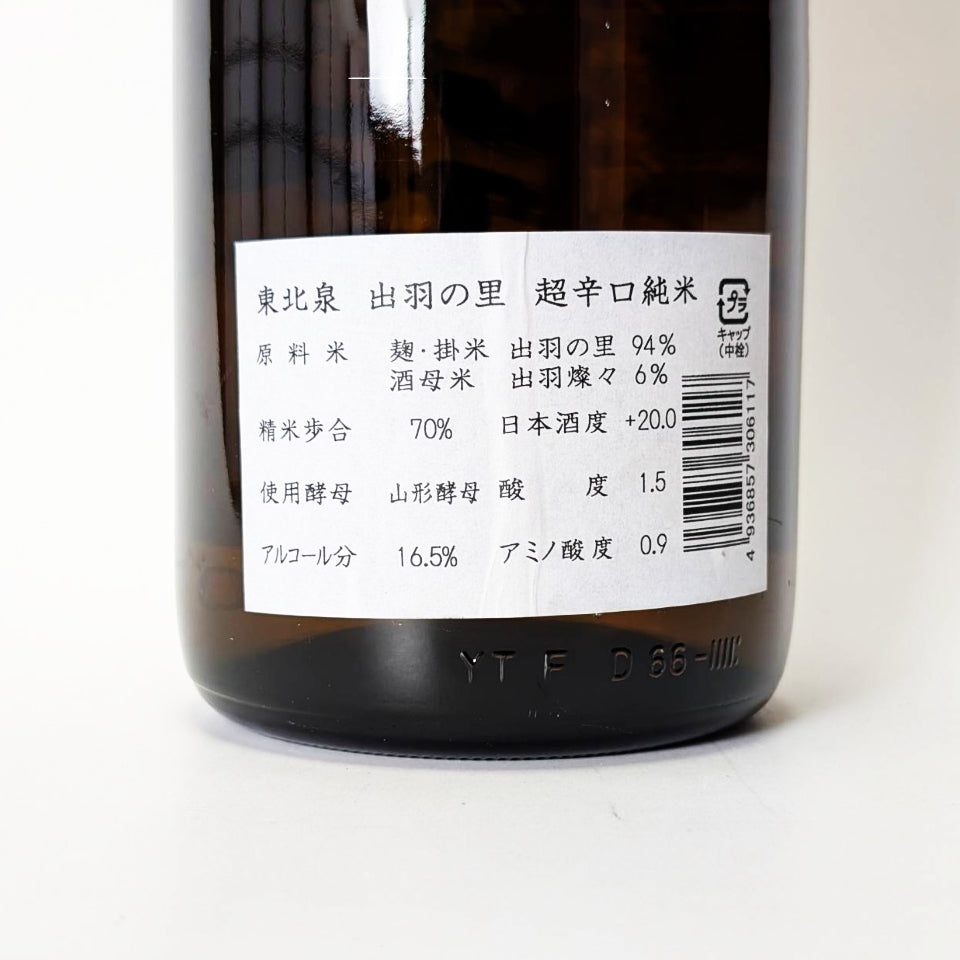 東北泉 出羽の里 超辛口純米
プラ
キャップ
(中栓)
原料米 麹・掛米 出羽の里 94%
酒母米 出羽燦々 6%
精米歩合 70% 日本酒度 +20.0
使用酵母 山形酵母 酸度 1.5
アルコール分 16.5% アミノ酸度 0.9
4 936857 306117
YT F D 66-